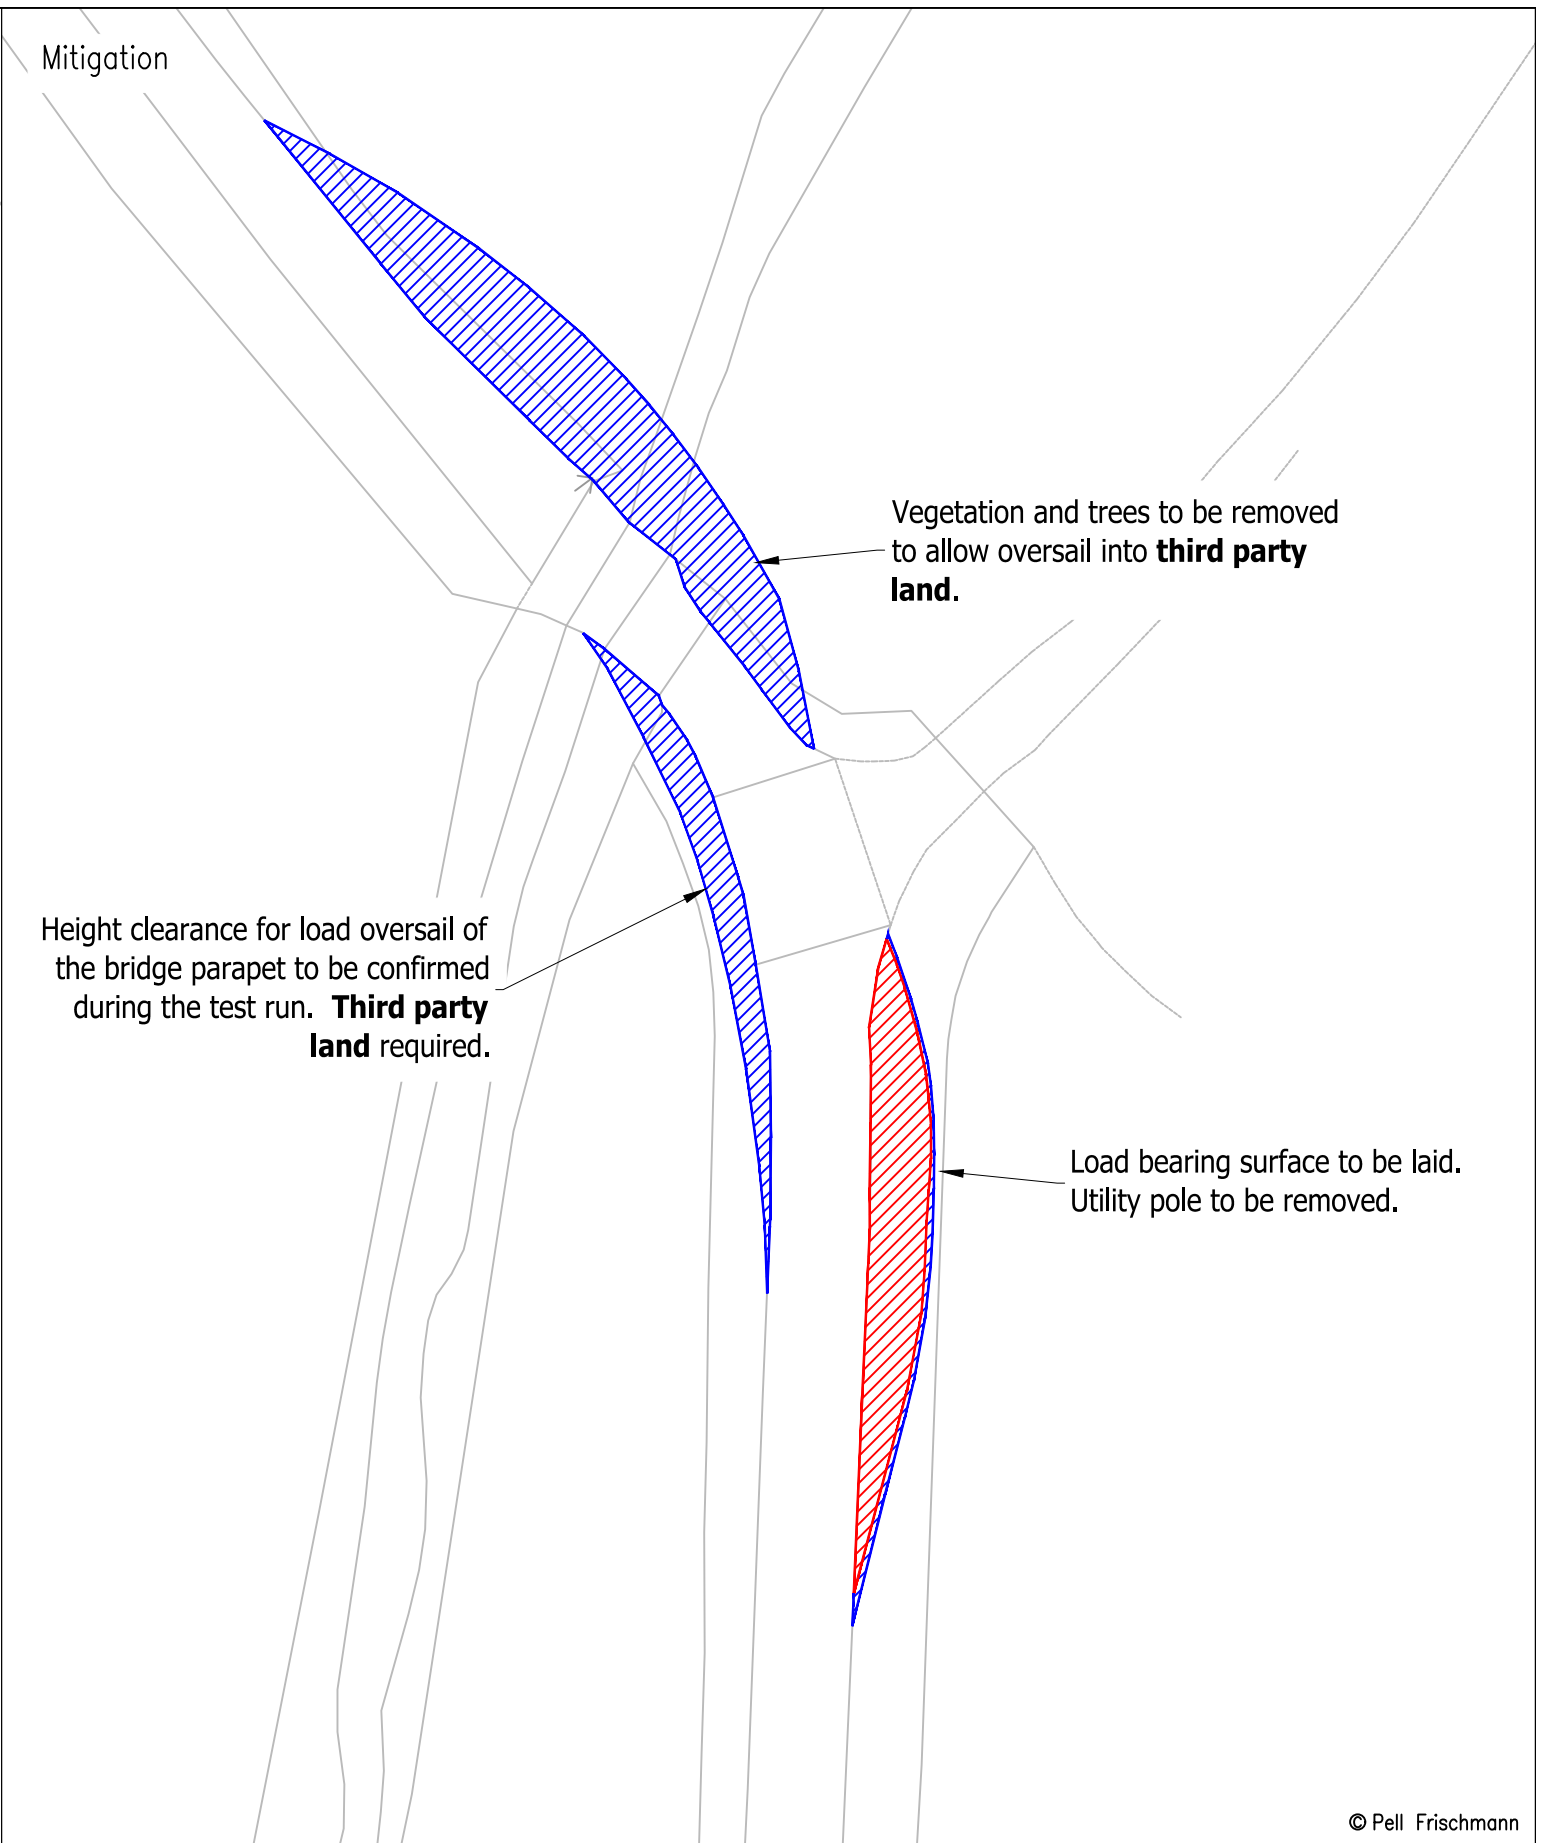 Mitigation
Vegetation and trees to be removed
to allow oversail into third party
land.
Height clearance for load oversail of
the bridge parapet to be confirmed
during the test run.  Third party
land required.
Load bearing surface to be laid.
Utility pole to be removed.
© Pell Frischmann